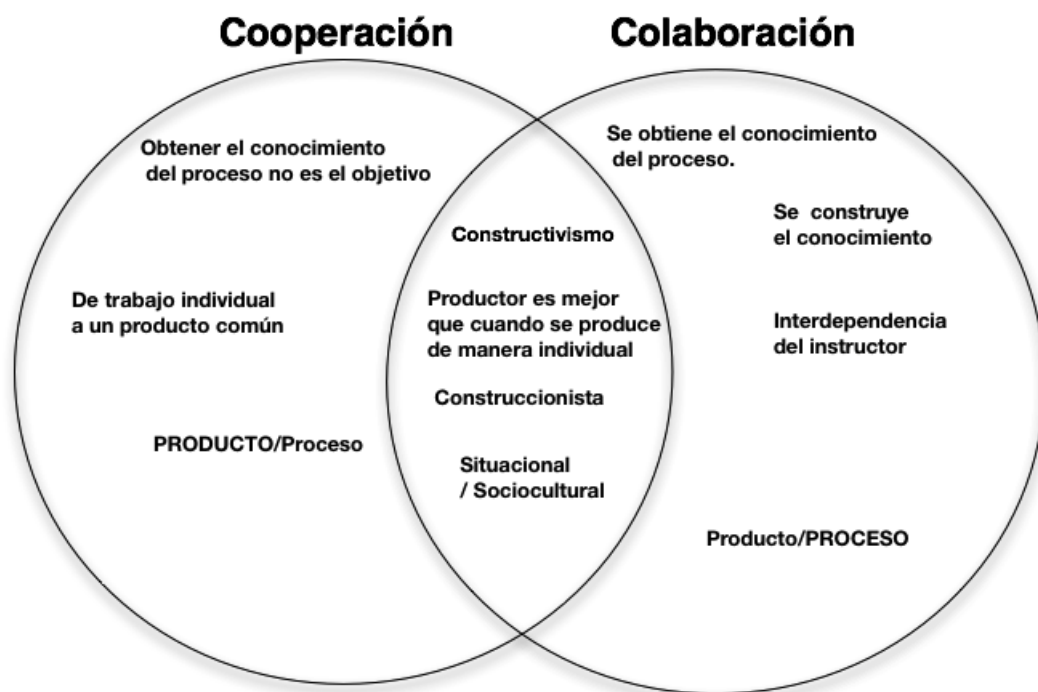 Cooperación
Colaboración
Obtener el conocimiento
del proceso no es el objetivo
De trabajo individual
a un producto común
PRODUCTO/Proceso
Constructivismo
Productor es mejor
que cuando se produce
de manera individual
Construccionista
Situacional
/ Sociocultural
Se obtiene el conocimiento
del proceso.
Se construye
el conocimiento
Interdependencia
del instructor
Producto/PROCESO